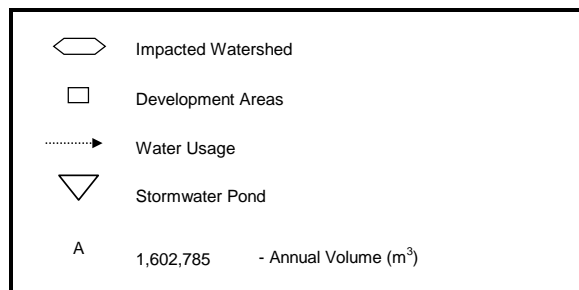 Impacted Watershed
Development Areas
Water Usage
Stormwater Pond
A 1,602,785 - Annual Volume (m³)